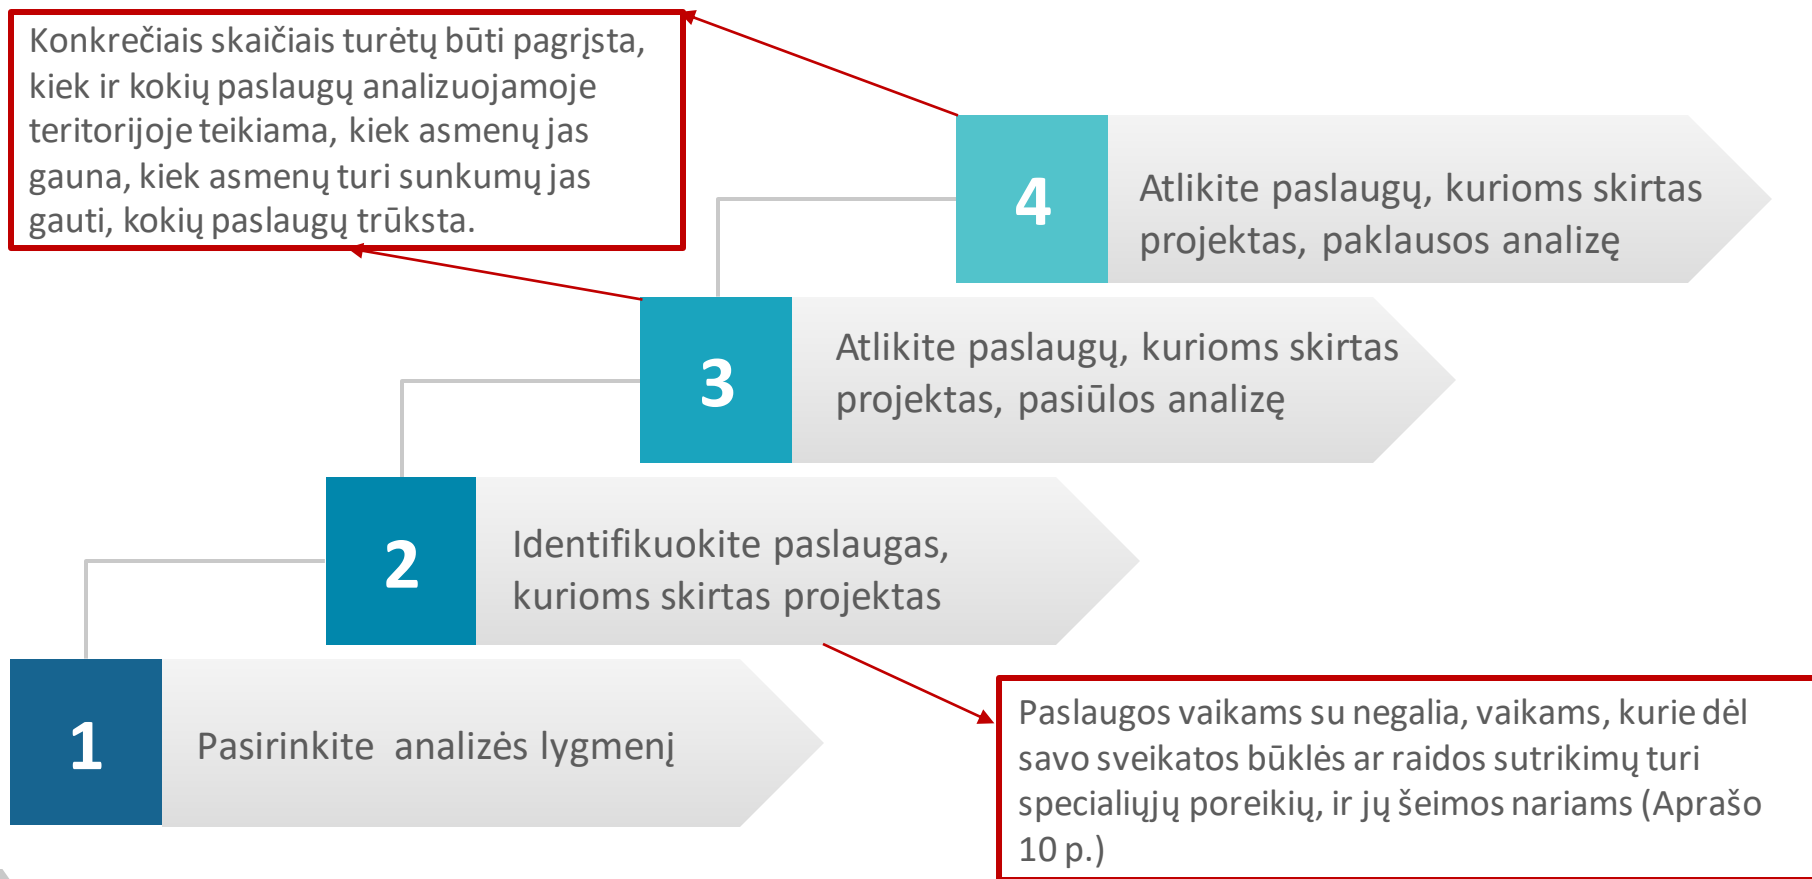 Konkrečiais skaičiais turėtų būti pagrįsta,
kiek ir kokių paslaugų analizuojamoje
teritorijoje teikiama, kiek asmenų jas
gauna, kiek asmenų turi sunkumų jas
gauti, kokių paslaugų trūksta.
4
Atlikite paslaugų, kurioms skirtas
projektas, paklausos analizę
3
Atlikite paslaugų, kurioms skirtas
projektas, pasiūlos analizę
2
Identifikuokite paslaugas,
kurioms skirtas projektas
1
Pasirinkite analizės lygmenį
Paslaugos vaikams su negalia, vaikams, kurie dėl
savo sveikatos būklės ar raidos sutrikimų turi
specialiųjų poreikių, ir jų šeimos nariams (Aprašo
10 p.)